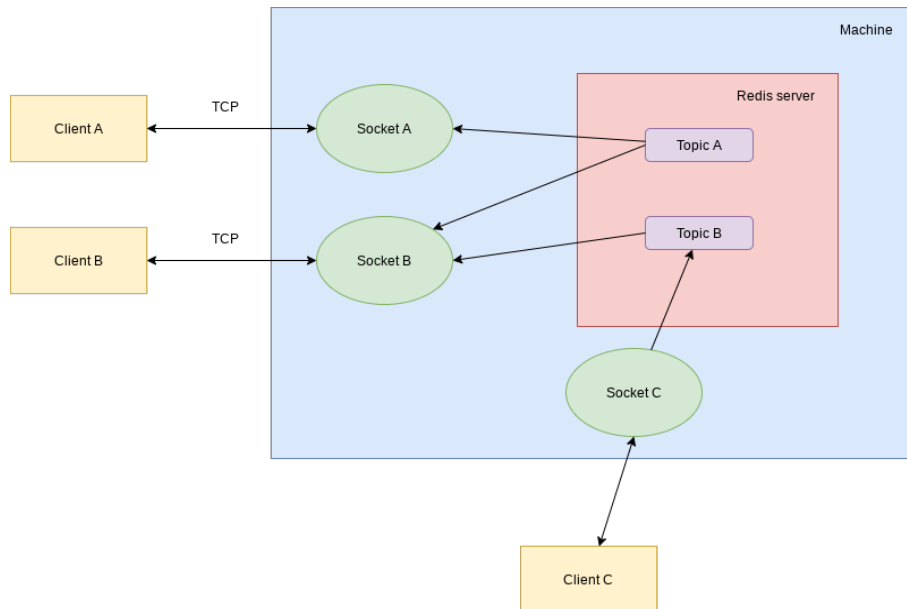 Machine
Redis server
TCP
Client A
Socket A
Topic A
TCP
Client B
Socket B
Topic B
Socket C
Client C